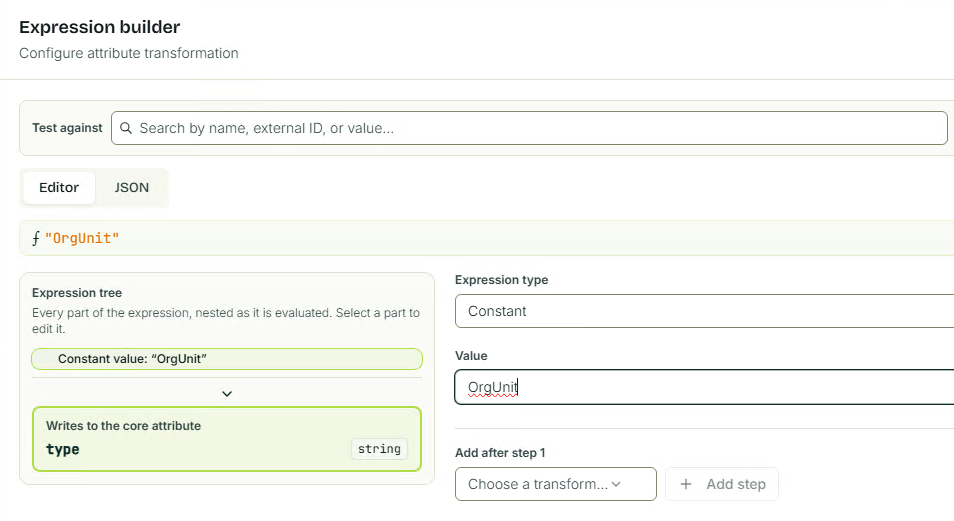 Expression builder
Configure attribute transformation
Test against
Search by name, external ID, or value...
Editor
JSON
ƒ "OrgUnit"
Expression tree
Every part of the expression, nested as it is evaluated. Select a part to
edit it.
Constant value: “OrgUnit”
Writes to the core attribute
type
string
Expression type
Constant
Value
OrgUnit
Add after step 1
Choose a transform...
+ Add step